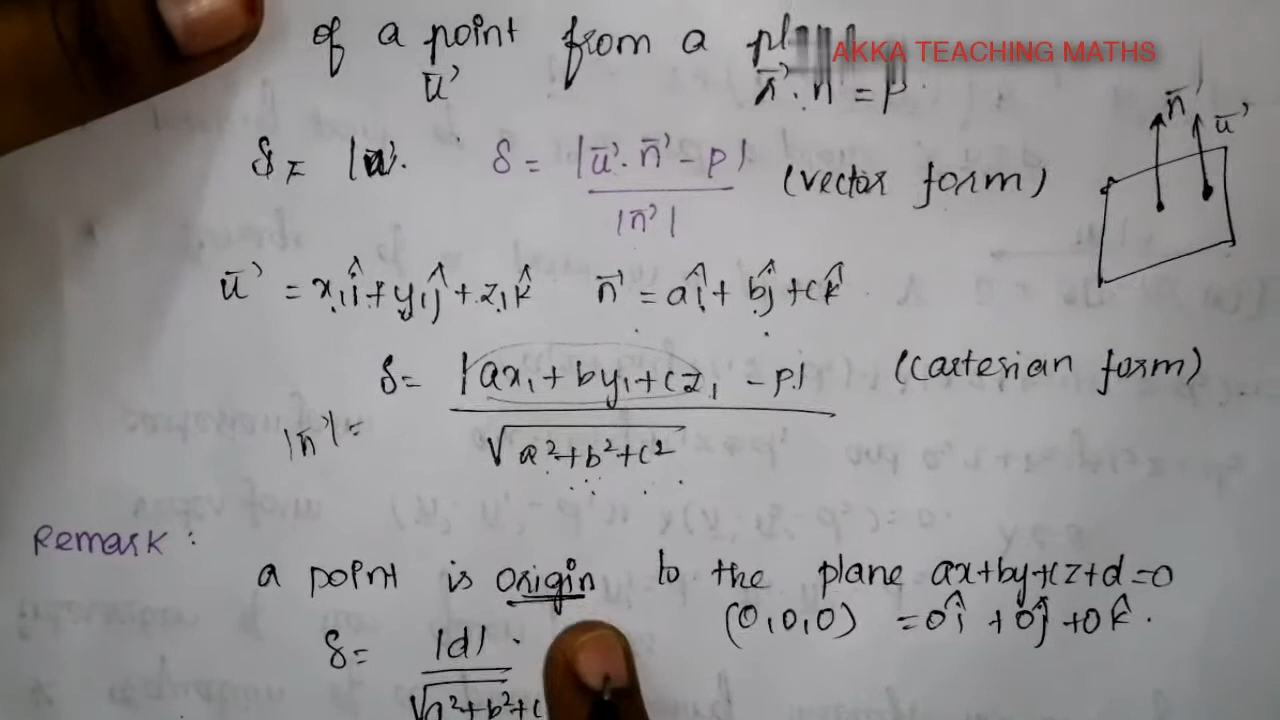 of a point from a
AKKA TEACHING MATHS
u⃗ r⃗ · n⃗ = p.
n⃗ u⃗
δ = |u⃗. δ = |u⃗ · n⃗ - p| / |n⃗| (vector form)
u⃗ = x₁î + y₁ĵ + z₁k̂ n⃗ = aî + bĵ + ck̂
δ = |ax₁ + by₁ + cz₁ - p| / √a² + b² + c² (Cartesian form)
|n⃗| =
Remark :
a point is origin to the plane ax+by+cz+d=0
(0,0,0) = 0î + 0ĵ + 0k̂.
δ = |d| / √a² + b² + c